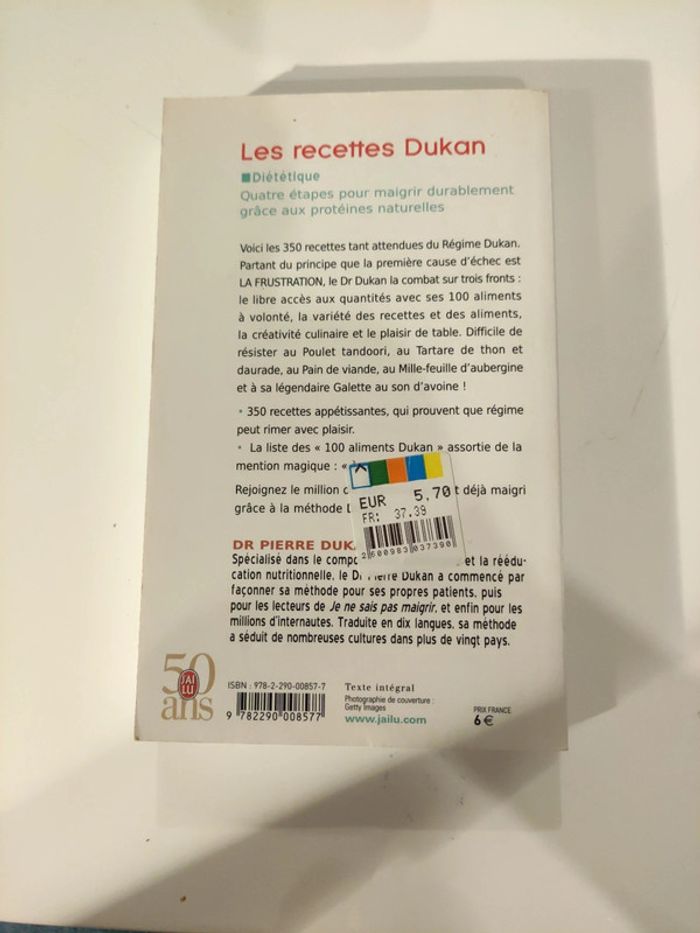 Les recettes Dukan
Diététique
Quatre étapes pour maigrir durablement
grâce aux protéines naturelles
Voici les 350 recettes tant attendues du Régime Dukan.
Partant du principe que la première cause d'échec est
LA FRUSTRATION, le Dr Dukan la combat sur trois fronts :
le libre accès aux quantités avec ses 100 aliments
à volonté, la variété des recettes et des aliments,
la créativité culinaire et le plaisir de table. Difficile de
résister au Poulet tandoori, au Tartare de thon et
daurade, au Pain de viande, au Mille-feuille d'aubergine
et à sa légendaire Galette au son d'avoine !
• 350 recettes appétissantes, qui prouvent que régime
peut rimer avec plaisir.
• La liste des « 100 aliments Dukan » assortie de la
mention magique : «
Rejoignez le million t déjà maigri
grâce à la méthode
EUR 5.70
FR: 37.39
2600983037390
DR PIERRE DUK
Spécialisé dans le et la réédu-
cation nutritionnelle, le Dr Pierre Dukan a commencé par
façonner sa méthode pour ses propres patients, puis
pour les lecteurs de Je ne sais pas maigrir, et enfin pour les
millions d'internautes. Traduite en dix langues, sa méthode
a séduit de nombreuses cultures dans plus de vingt pays.
50
J'AI
LU
ans
ISBN : 978-2-290-00857-7
9 782290 008577
Texte intégral
Photographie de couverture :
Getty Images
www.jailu.com
PRIX FRANCE
6 €